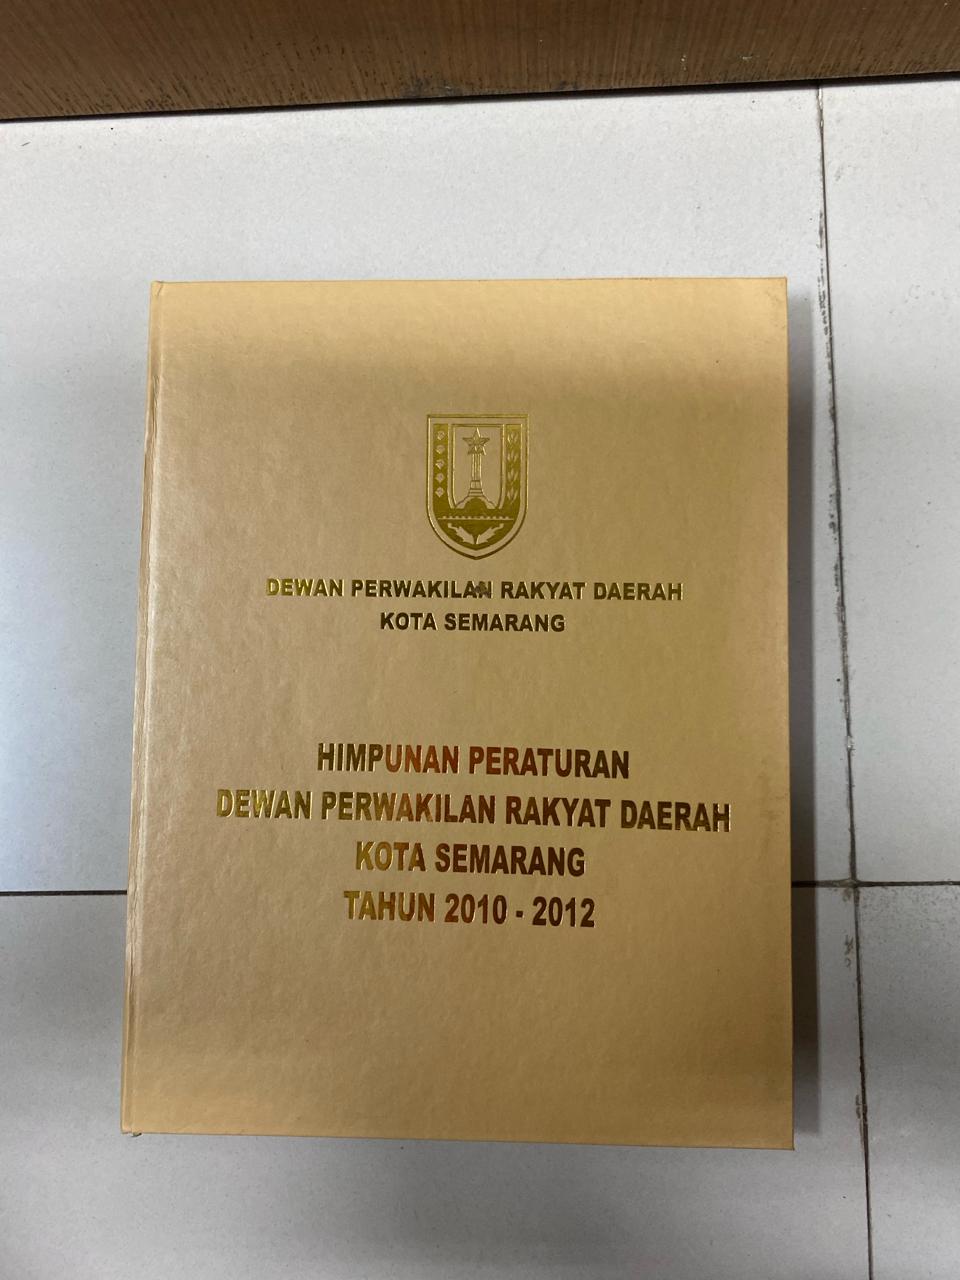 DEWAN PERWAKILAN RAKYAT DAERAH
KOTA SEMARANG
HIMPUNAN PERATURAN
DEWAN PERWAKILAN RAKYAT DAERAH
KOTA SEMARANG
TAHUN 2010 - 2012